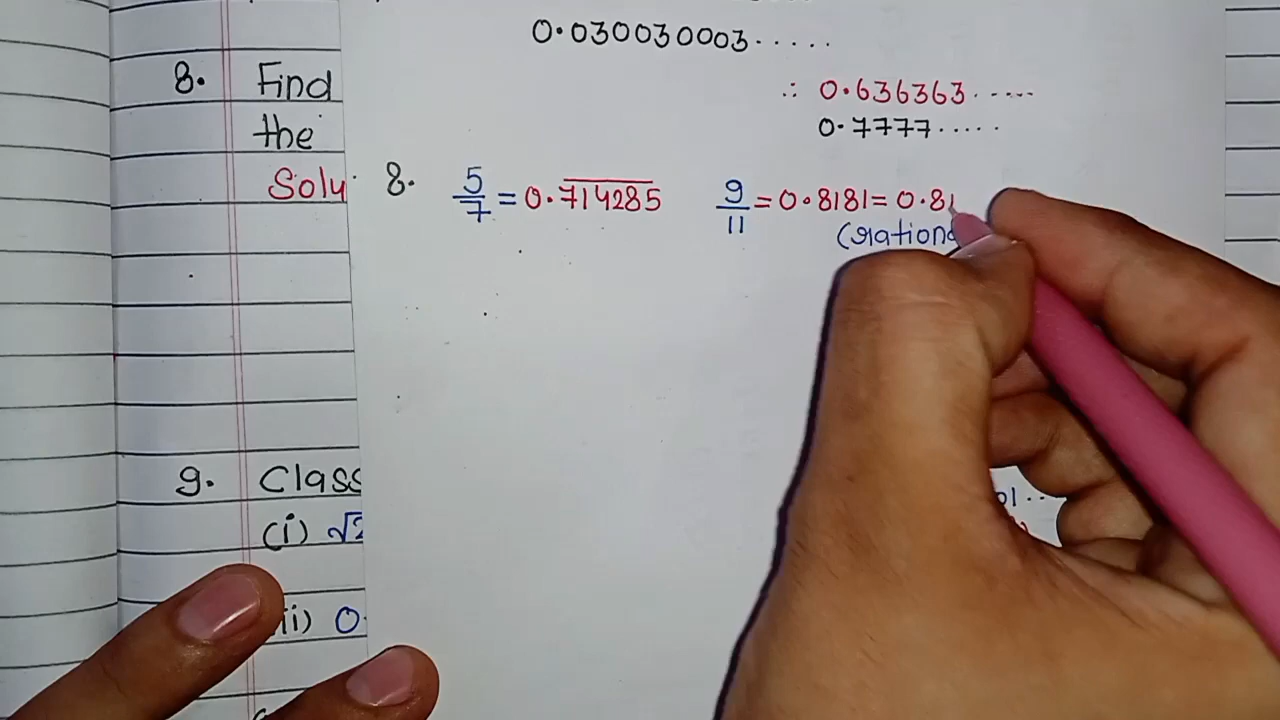 0.030030003.....
8. Find
the
Solu
∴ 0.636363.....
0.7777.....
8. 5/7 = 0.714285 9/11 = 0.8181= 0.81
(ration
9. Class
(i) √2
ii) 0.